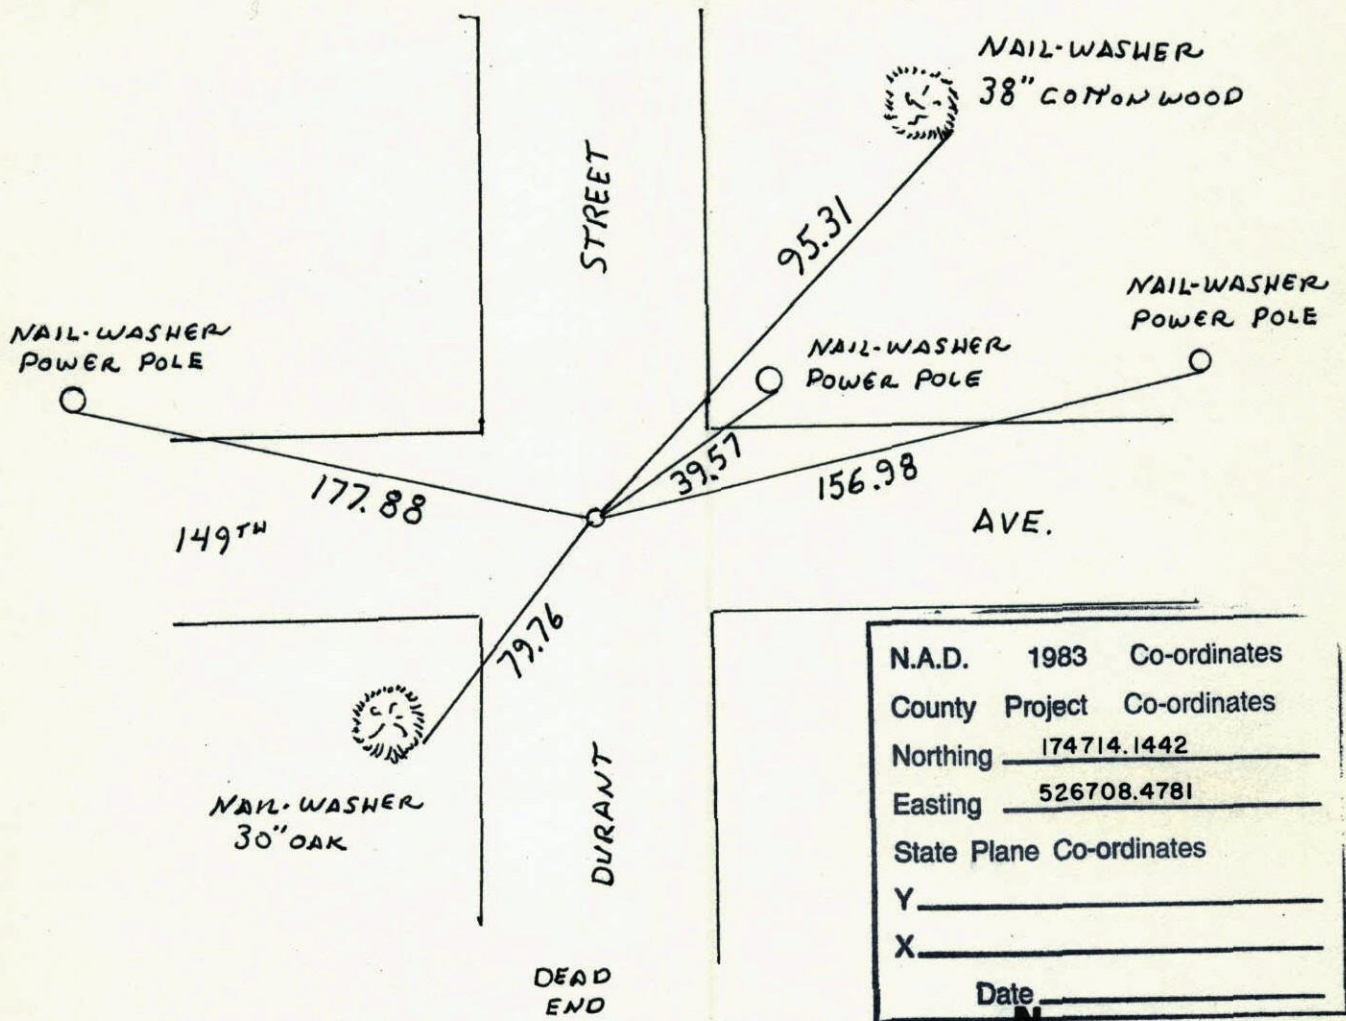 NAIL-WASHER
38" COTTONWOOD
STREET
95.31
NAIL-WASHER
POWER POLE
NAIL-WASHER
POWER POLE
NAIL-WASHER
POWER POLE
39.57
177.88
156.98
149TH
AVE.
79.76
N.A.D. 1983 Co-ordinates
County Project Co-ordinates
Northing 174714.1442
Easting 526708.4781
State Plane Co-ordinates
Y
X
Date
N
NAIL-WASHER
30" OAK
DURANT
DEAD
END